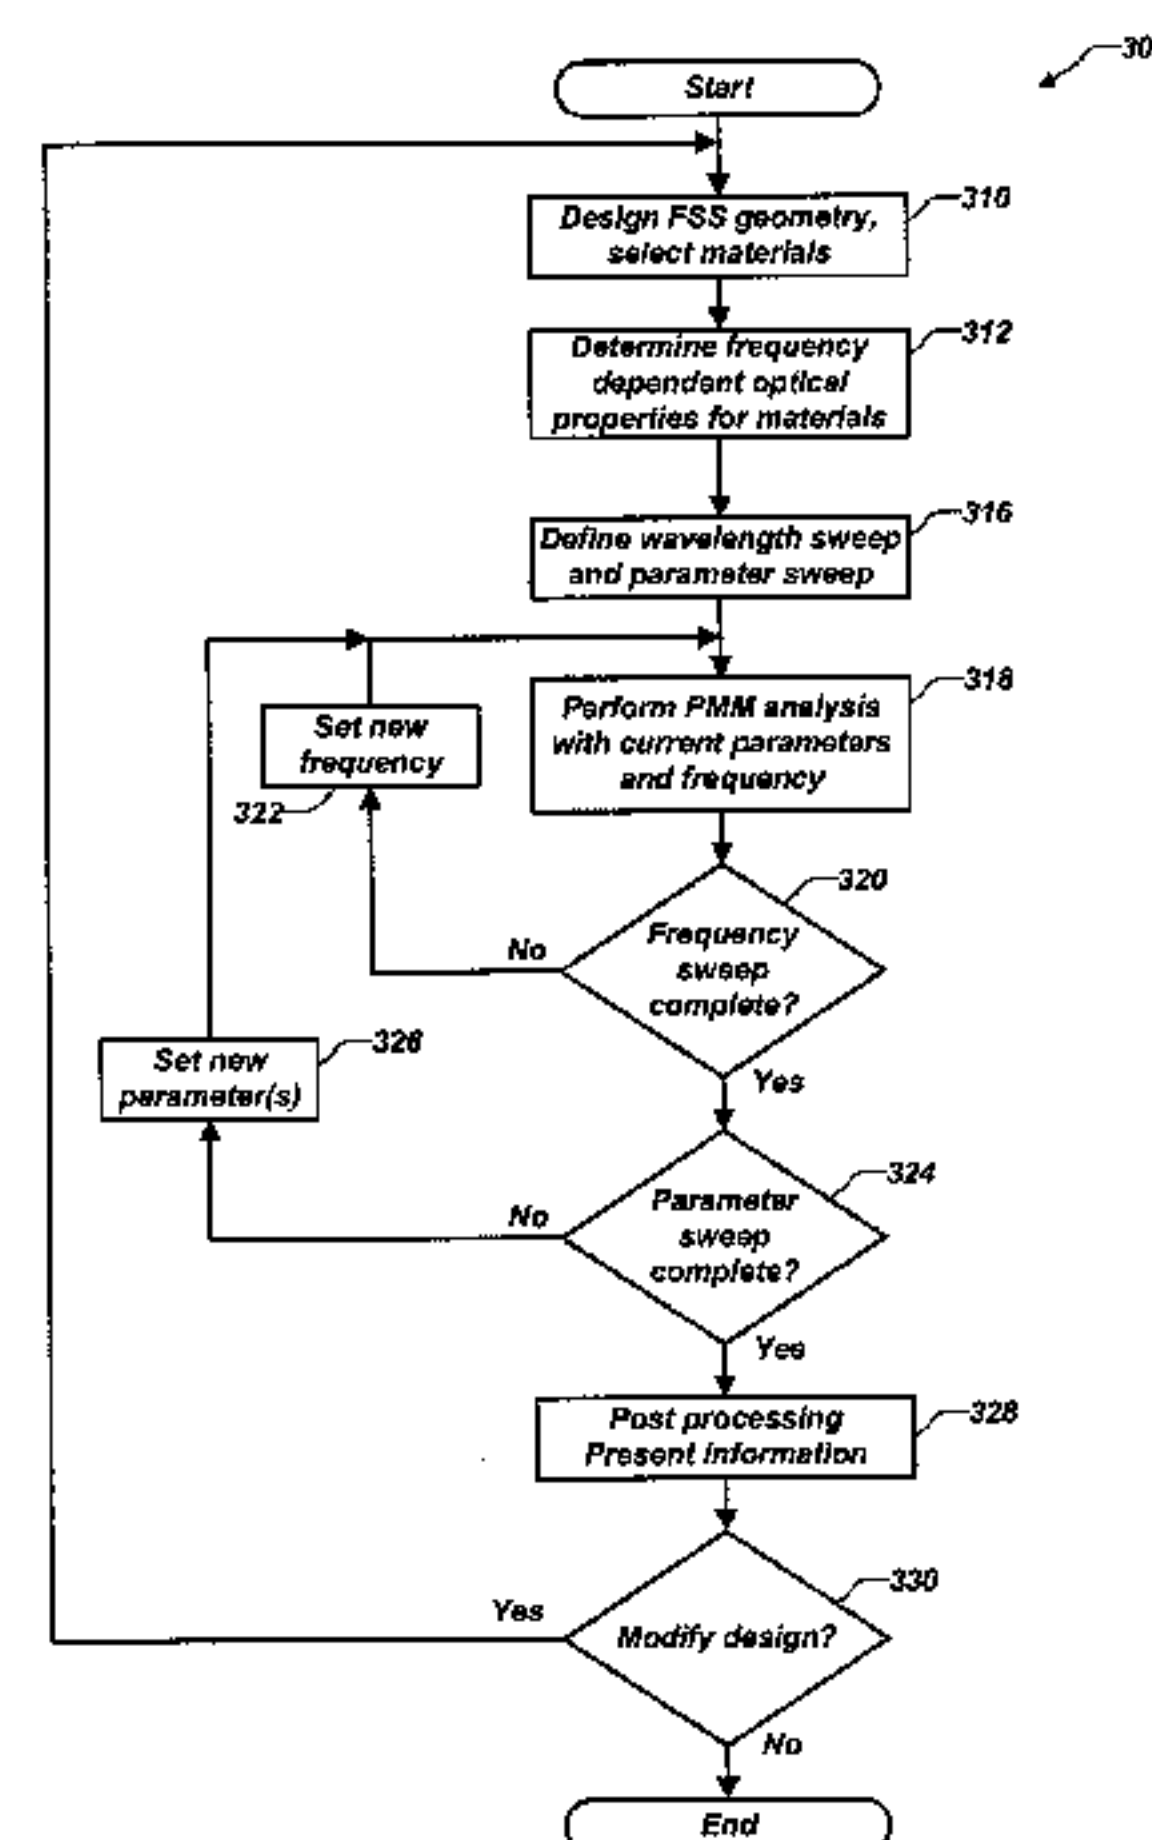 30
Start
310
Design FSS geometry,
select materials
312
Determine frequency
dependent optical
properties for materials
316
Define wavelength sweep
and parameter sweep
318
Perform PMM analysis
with current parameters
and frequency
Set new
frequency
322
320
Frequency
sweep
complete?
No
Yes
326
Set new
parameter(s)
324
Parameter
sweep
complete?
No
Yes
328
Post processing
Present information
330
Modify design?
Yes
No
End